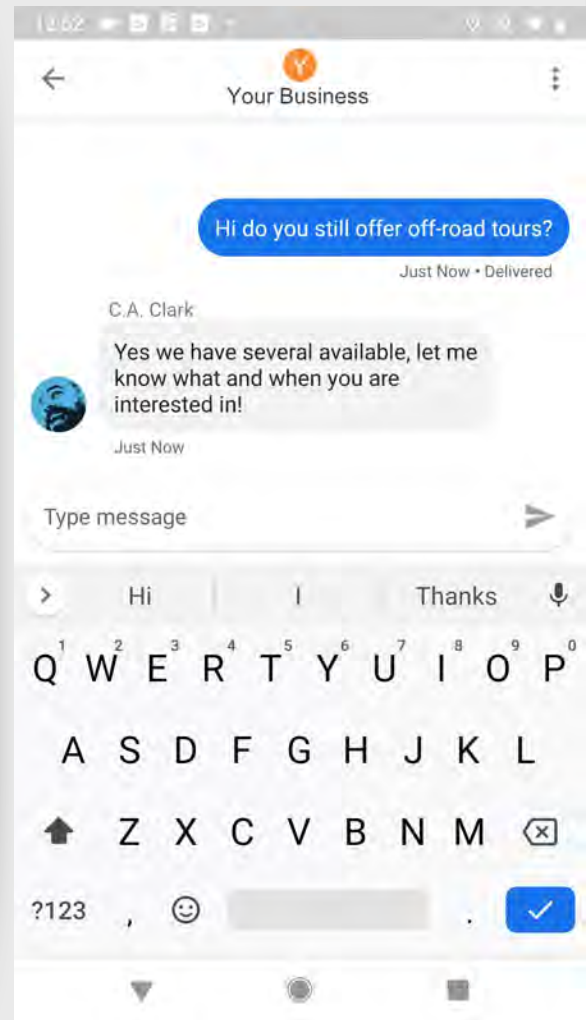 12:52
Y
Your Business
Hi do you still offer off-road tours?
Just Now • Delivered
C.A. Clark
Yes we have several available, let me
know what and when you are
interested in!
Just Now
Type message
Hi I Thanks
1 2 3 4 5 6 7 8 9 0
Q W E R T Y U I O P
A S D F G H J K L
Z X C V B N M
?123 , .